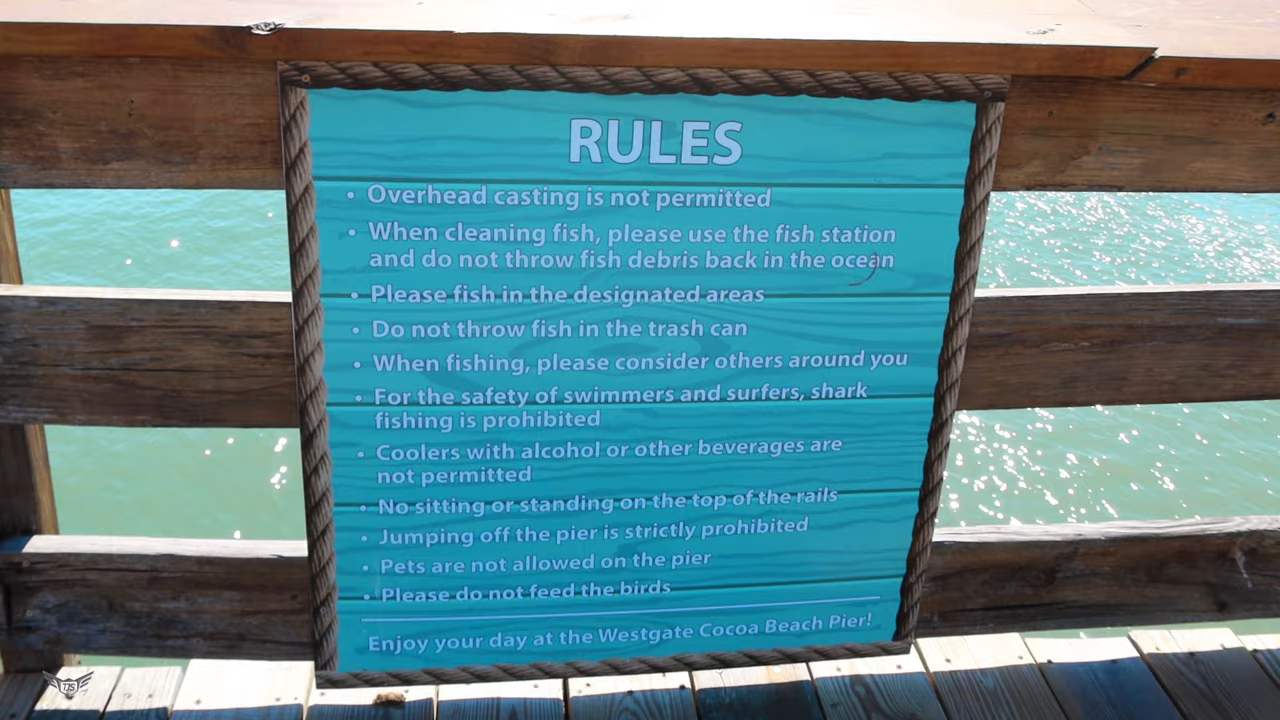 RULES
• Overhead casting is not permitted
• When cleaning fish, please use the fish station
and do not throw fish debris back in the ocean
• Please fish in the designated areas
• Do not throw fish in the trash can
• When fishing, please consider others around you
• For the safety of swimmers and surfers, shark
fishing is prohibited
• Coolers with alcohol or other beverages are
not permitted
• No sitting or standing on the top of the rails
• Jumping off the pier is strictly prohibited
• Pets are not allowed on the pier
• Please do not feed the birds
Enjoy your day at the Westgate Cocoa Beach Pier!
TJS